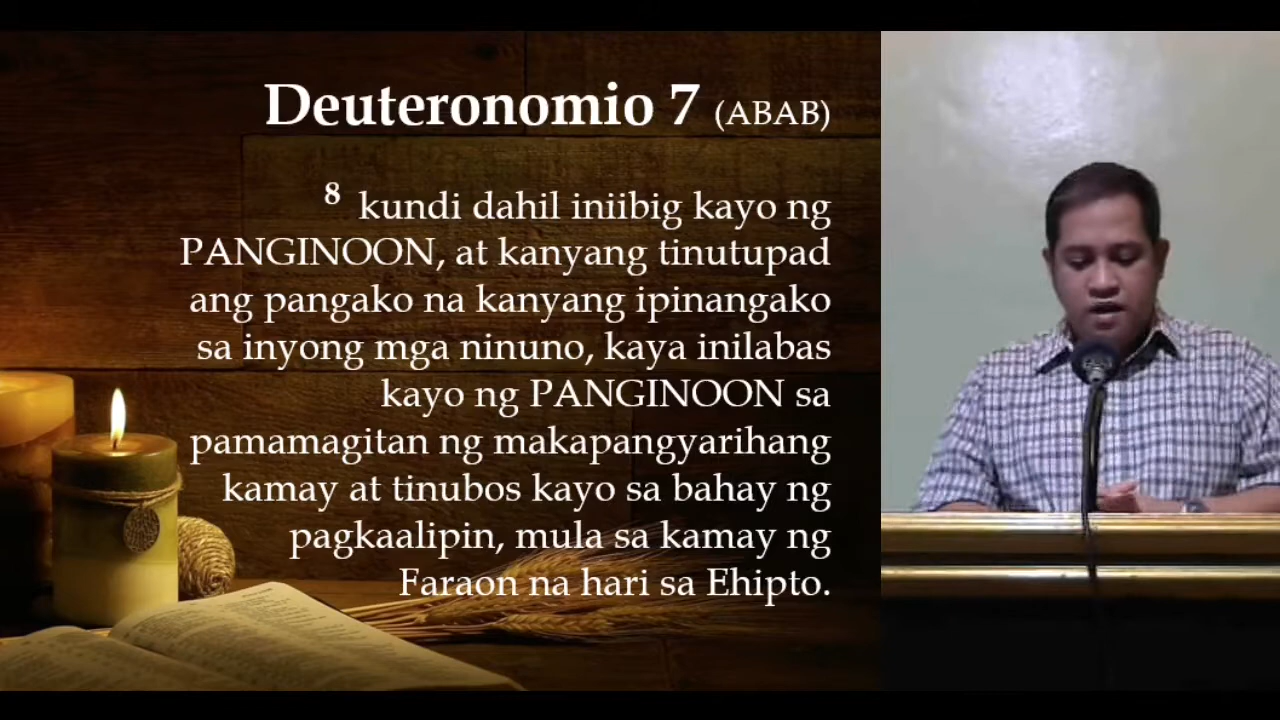 Deuteronomio 7 (ABAB)
8 kundi dahil iniibig kayo ng
PANGINOON, at kanyang tinutupad
ang pangako na kanyang ipinangako
sa inyong mga ninuno, kaya inilabas
kayo ng PANGINOON sa
pamamagitan ng makapangyarihang
kamay at tinubos kayo sa bahay ng
pagkaalipin, mula sa kamay ng
Faraon na hari sa Ehipto.